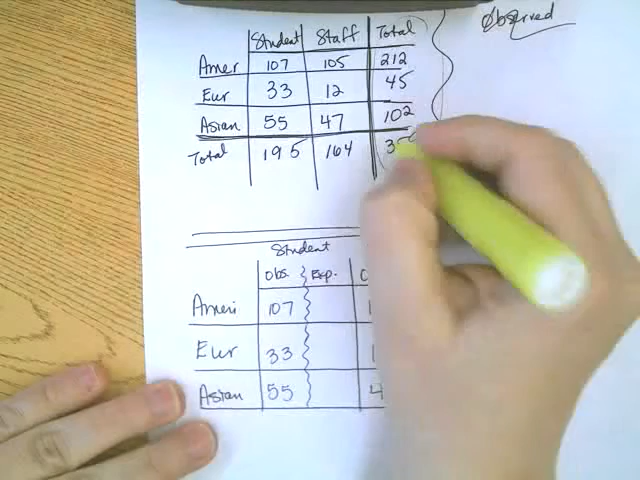 Observed
Student Staff Total
Amer 107 105 212
Eur 33 12 45
Asian 55 47 102
Total 195 164
Student
Obs. Exp.
Ameri 107
Eur 33
Asian 55